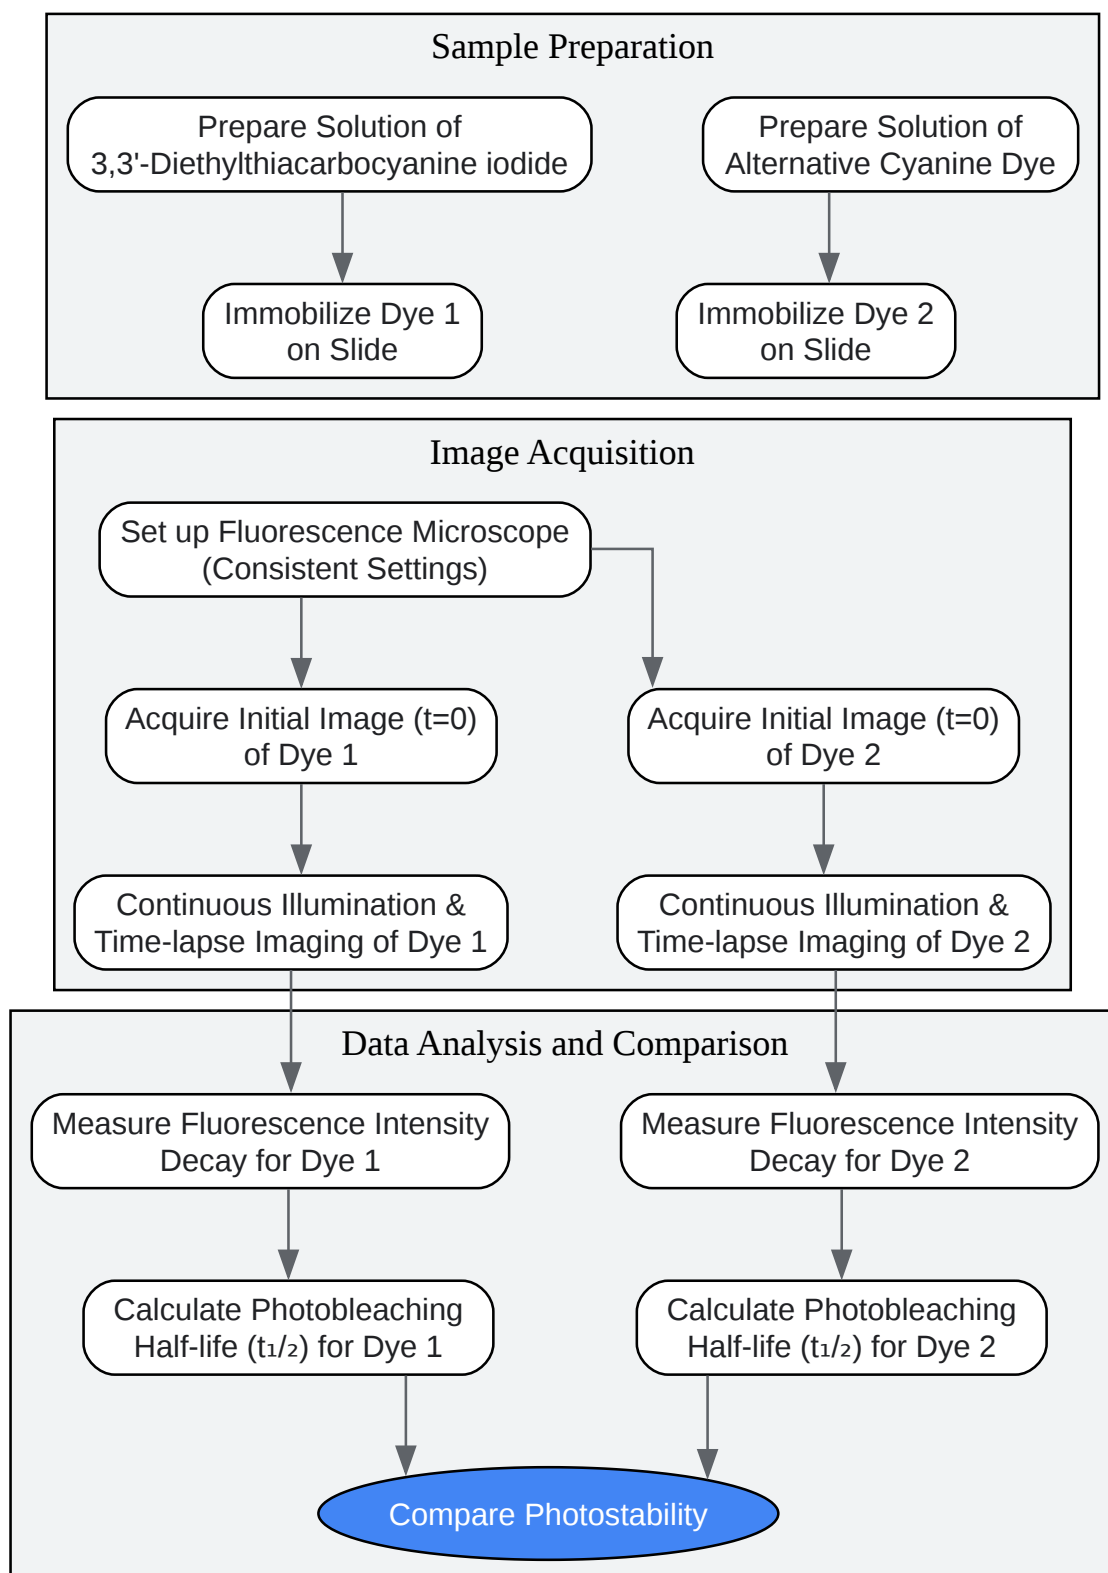 Sample Preparation
Prepare Solution of
3,3'-Diethylthiacarbocyanine iodide
Prepare Solution of
Alternative Cyanine Dye
Immobilize Dye 1
on Slide
Immobilize Dye 2
on Slide
Image Acquisition
Set up Fluorescence Microscope
(Consistent Settings)
Acquire Initial Image (t=0)
of Dye 1
Acquire Initial Image (t=0)
of Dye 2
Continuous Illumination &
Time-lapse Imaging of Dye 1
Continuous Illumination &
Time-lapse Imaging of Dye 2
Data Analysis and Comparison
Measure Fluorescence Intensity
Decay for Dye 1
Measure Fluorescence Intensity
Decay for Dye 2
Calculate Photobleaching
Half-life (t₁/₂) for Dye 1
Calculate Photobleaching
Half-life (t₁/₂) for Dye 2
Compare Photostability